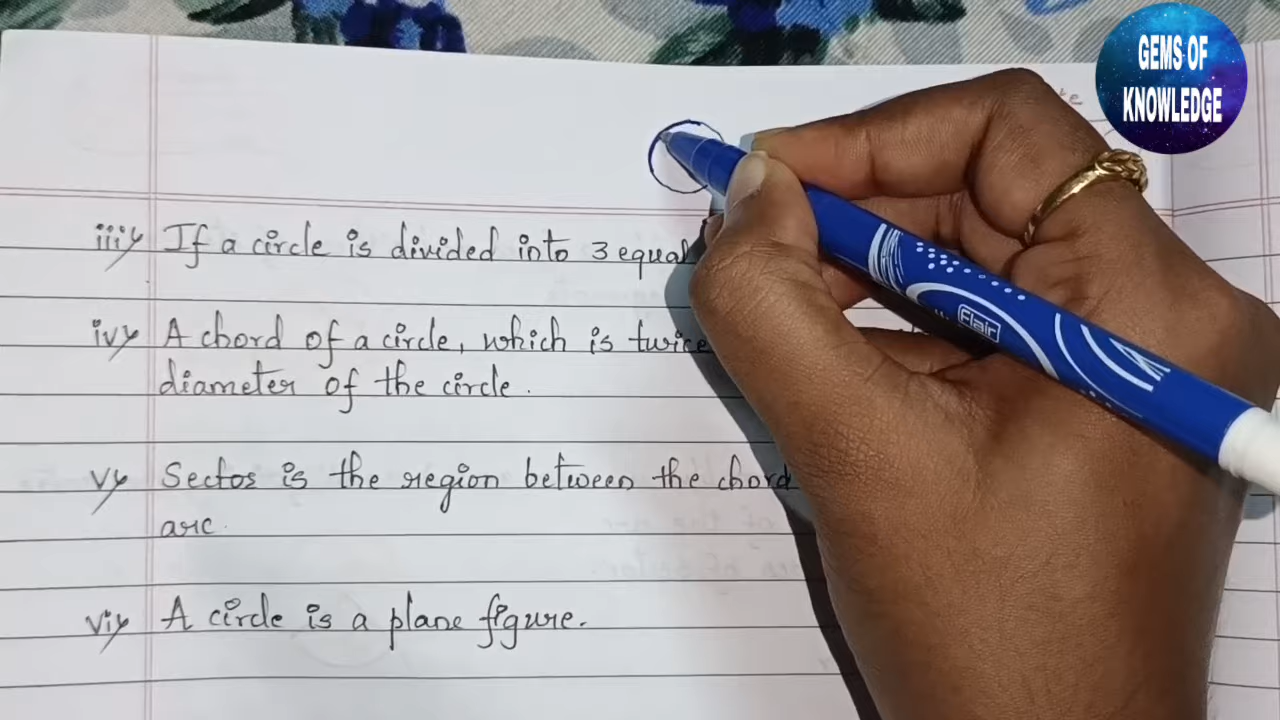 GEMS OF
KNOWLEDGE
iii) If a circle is divided into 3 equal
iv) A chord of a circle, which is twice
diameter of the circle.
v) Sector is the region between the chord
arc.
vi) A circle is a plane figure.
Flair